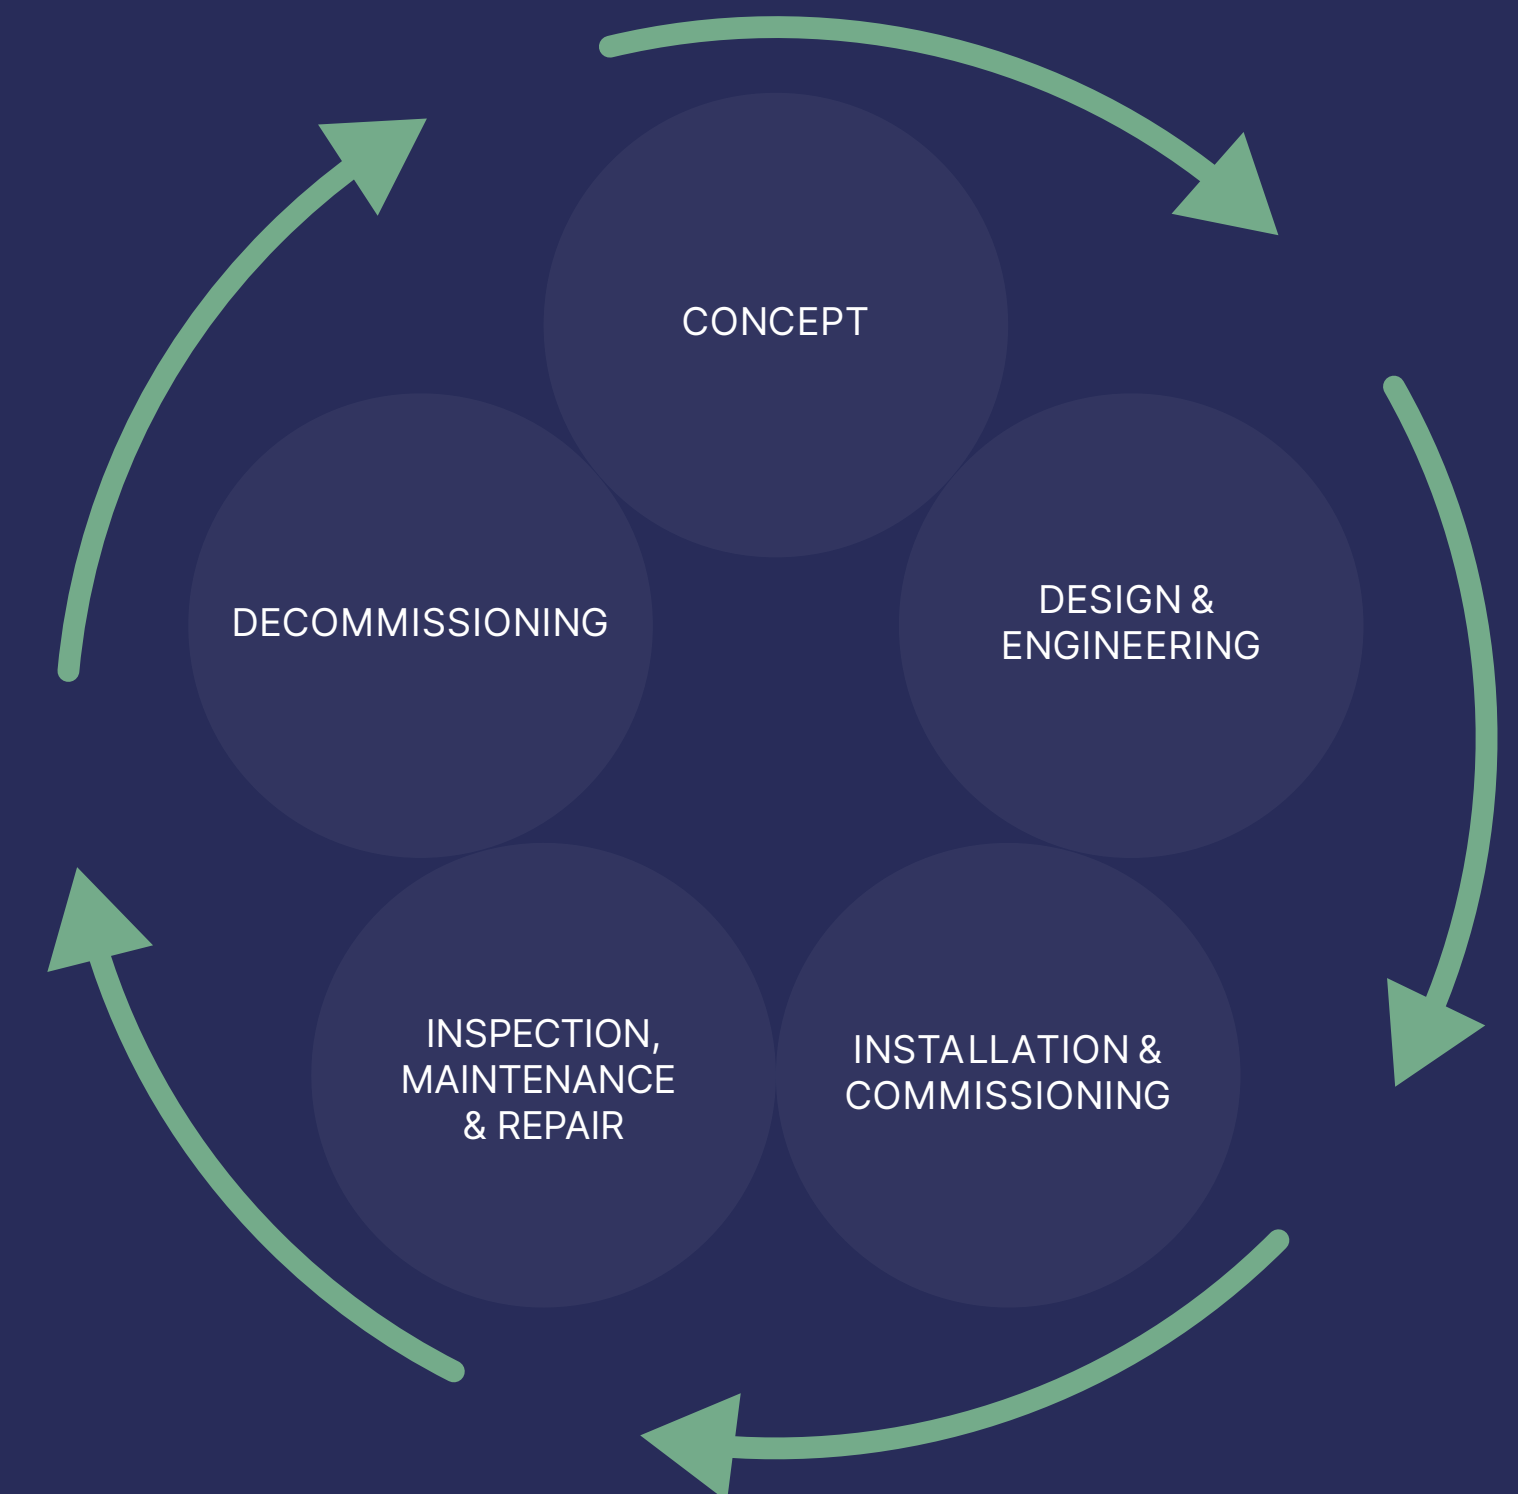 CONCEPT
DESIGN &
ENGINEERING
INSTALLATION &
COMMISSIONING
INSPECTION,
MAINTENANCE
& REPAIR
DECOMMISSIONING